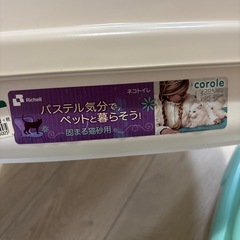 Richell
ネコトイレ
パステル気分で、
ペットと暮らそう!
固まる猫砂用
corole